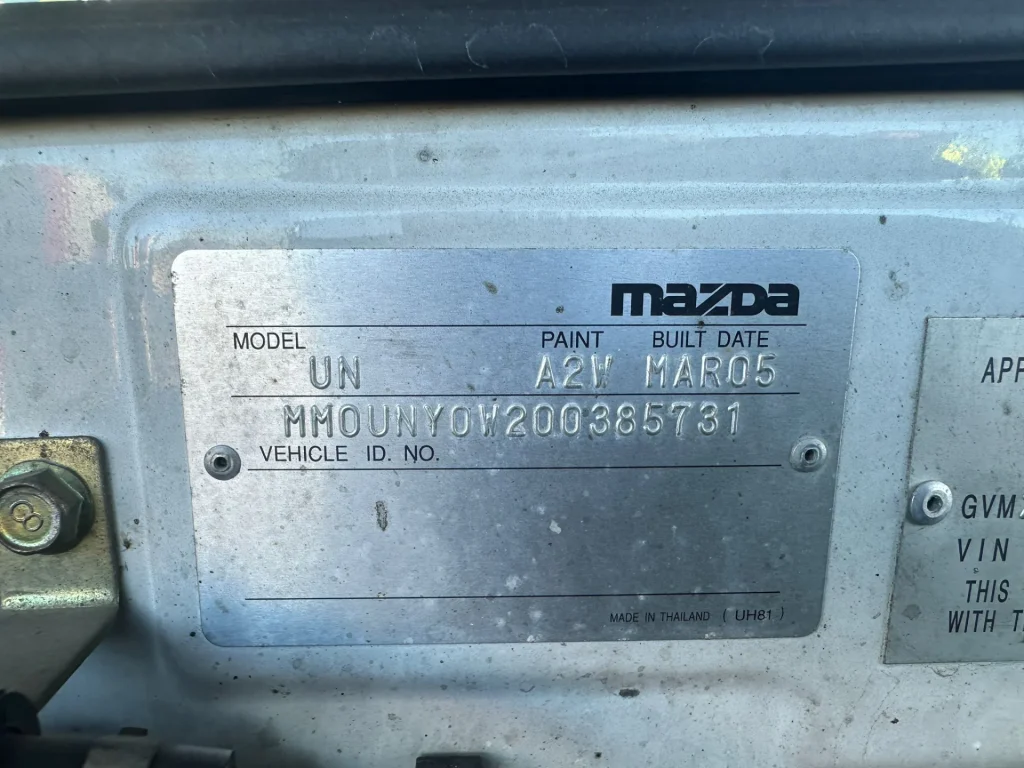 mazda
MODEL PAINT BUILT DATE
UN A2W MAR05
MM0UNY0W200385731
VEHICLE ID. NO.
MADE IN THAILAND ( UH81 )
8
APP
GVM
VIN
THIS
WITH T